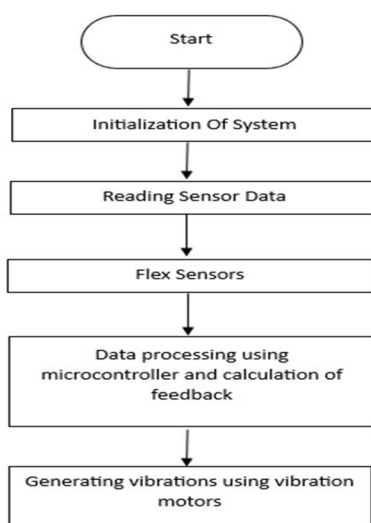 Start
Initialization Of System
Reading Sensor Data
Flex Sensors
Data processing using
microcontroller and calculation of
feedback
Generating vibrations using vibration
motors